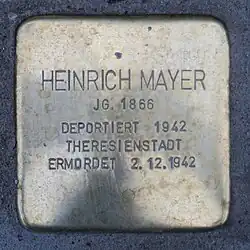 HEINRICH MAYER
JG. 1866
DEPORTIERT 1942
THERESIENSTADT
ERMORDET 2.12.1942